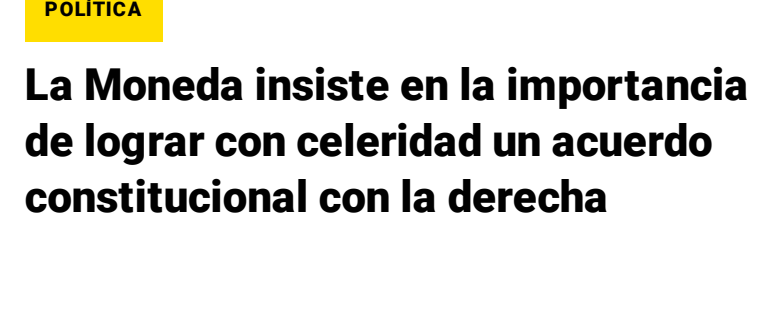 POLÍTICA
La Moneda insiste en la importancia
de lograr con celeridad un acuerdo
constitucional con la derecha